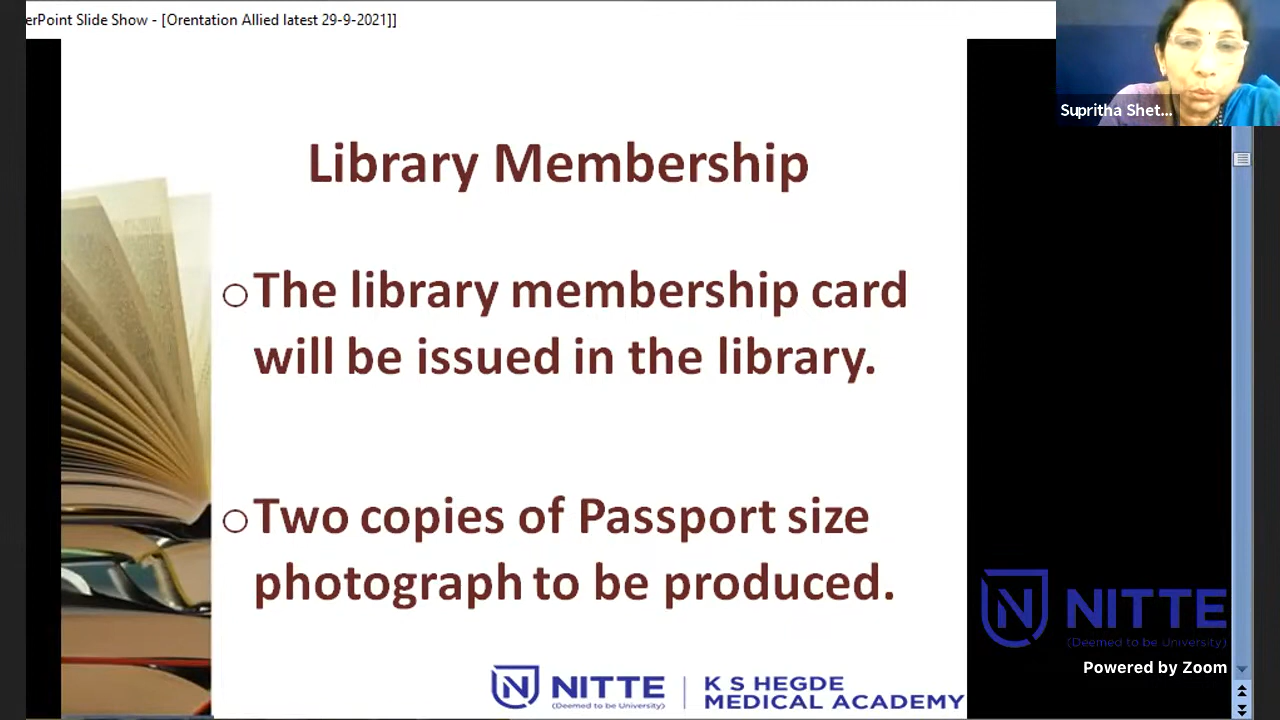 erPoint Slide Show - [Orentation Allied latest 29-9-2021]]
Supritha Shet...
Library Membership
The library membership card
will be issued in the library.
Two copies of Passport size
photograph to be produced.
NITTE
(Deemed to be University)
K S HEGDE
MEDICAL ACADEMY
NITTE
(Deemed to be University)
Powered by Zoom